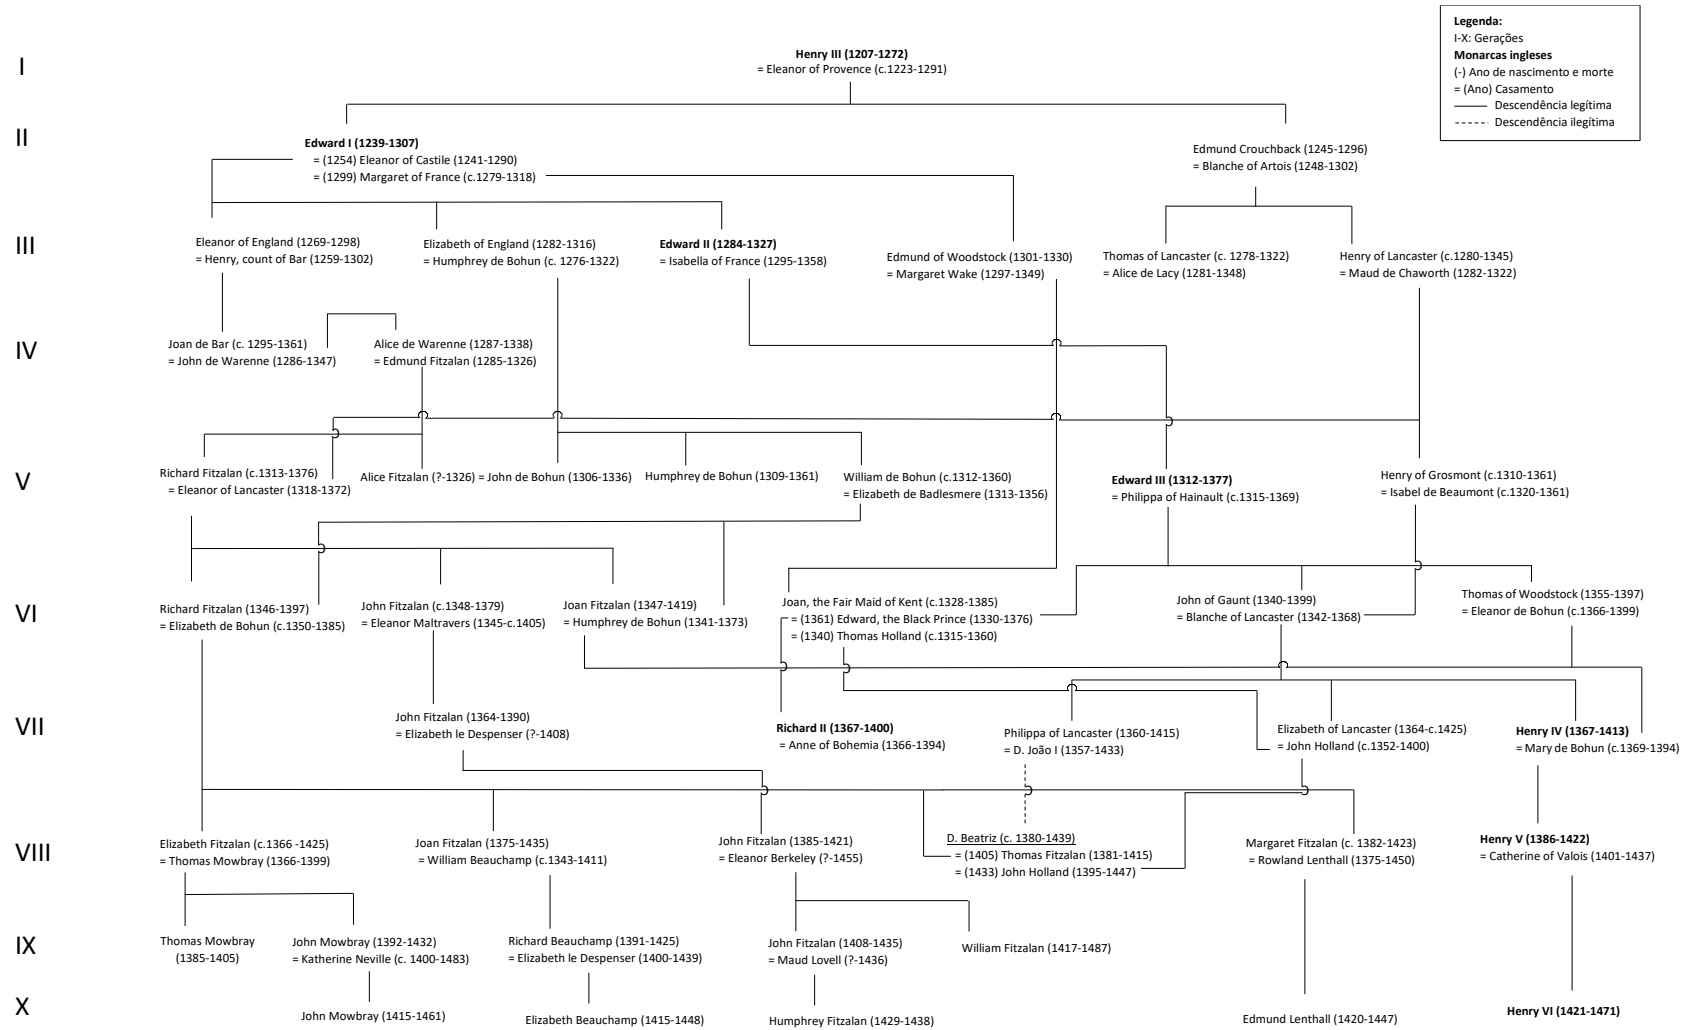 Legenda:
I-X: Gerações
Monarcas ingleses
(-) Ano de nascimento e morte
= (Ano) Casamento
Descendência legítima
Descendência ilegítima
I
Henry III (1207-1272)
= Eleanor of Provence (c.1223-1291)
II
Edward I (1239-1307)
= (1254) Eleanor of Castile (1241-1290)
= (1299) Margaret of France (c.1279-1318)
Edmund Crouchback (1245-1296)
= Blanche of Artois (1248-1302)
III
Eleanor of England (1269-1298)
= Henry, count of Bar (1259-1302)
Elizabeth of England (1282-1316)
= Humphrey de Bohun (c. 1276-1322)
Edward II (1284-1327)
= Isabella of France (1295-1358)
Edmund of Woodstock (1301-1330)
= Margaret Wake (1297-1349)
Thomas of Lancaster (c. 1278-1322)
= Alice de Lacy (1281-1348)
Henry of Lancaster (c.1280-1345)
= Maud de Chaworth (1282-1322)
IV
Joan de Bar (c. 1295-1361)
= John de Warenne (1286-1347)
Alice de Warenne (1287-1338)
= Edmund Fitzalan (1285-1326)
V
Richard Fitzalan (c.1313-1376)
= Eleanor of Lancaster (1318-1372)
Alice Fitzalan (?-1326) = John de Bohun (1306-1336)
Humphrey de Bohun (1309-1361)
William de Bohun (c.1312-1360)
= Elizabeth de Badlesmere (1313-1356)
Edward III (1312-1377)
= Philippa of Hainault (c.1315-1369)
Henry of Grosmont (c.1310-1361)
= Isabel de Beaumont (c.1320-1361)
VI
Richard Fitzalan (1346-1397)
= Elizabeth de Bohun (c.1350-1385)
John Fitzalan (c.1348-1379)
= Eleanor Maltravers (1345-c.1405)
Joan Fitzalan (1347-1419)
= Humphrey de Bohun (1341-1373)
Joan, the Fair Maid of Kent (c.1328-1385)
= (1361) Edward, the Black Prince (1330-1376)
= (1340) Thomas Holland (c.1315-1360)
John of Gaunt (1340-1399)
= Blanche of Lancaster (1342-1368)
Thomas of Woodstock (1355-1397)
= Eleanor de Bohun (c.1366-1399)
VII
John Fitzalan (1364-1390)
= Elizabeth le Despenser (?-1408)
Richard II (1367-1400)
= Anne of Bohemia (1366-1394)
Philippa of Lancaster (1360-1415)
= D. João I (1357-1433)
Elizabeth of Lancaster (1364-c.1425)
= John Holland (c.1352-1400)
Henry IV (1367-1413)
= Mary de Bohun (c.1369-1394)
VIII
Elizabeth Fitzalan (c.1366 -1425)
= Thomas Mowbray (1366-1399)
Joan Fitzalan (1375-1435)
= William Beauchamp (c.1343-1411)
John Fitzalan (1385-1421)
= Eleanor Berkeley (?-1455)
D. Beatriz (c. 1380-1439)
= (1405) Thomas Fitzalan (1381-1415)
= (1433) John Holland (1395-1447)
Margaret Fitzalan (c. 1382-1423)
= Rowland Lenthall (1375-1450)
Henry V (1386-1422)
= Catherine of Valois (1401-1437)
IX
Thomas Mowbray
(1385-1405)
John Mowbray (1392-1432)
= Katherine Neville (c. 1400-1483)
Richard Beauchamp (1391-1425)
= Elizabeth le Despenser (1400-1439)
John Fitzalan (1408-1435)
= Maud Lovell (?-1436)
William Fitzalan (1417-1487)
X
John Mowbray (1415-1461)
Elizabeth Beauchamp (1415-1448)
Humphrey Fitzalan (1429-1438)
Edmund Lenthall (1420-1447)
Henry VI (1421-1471)